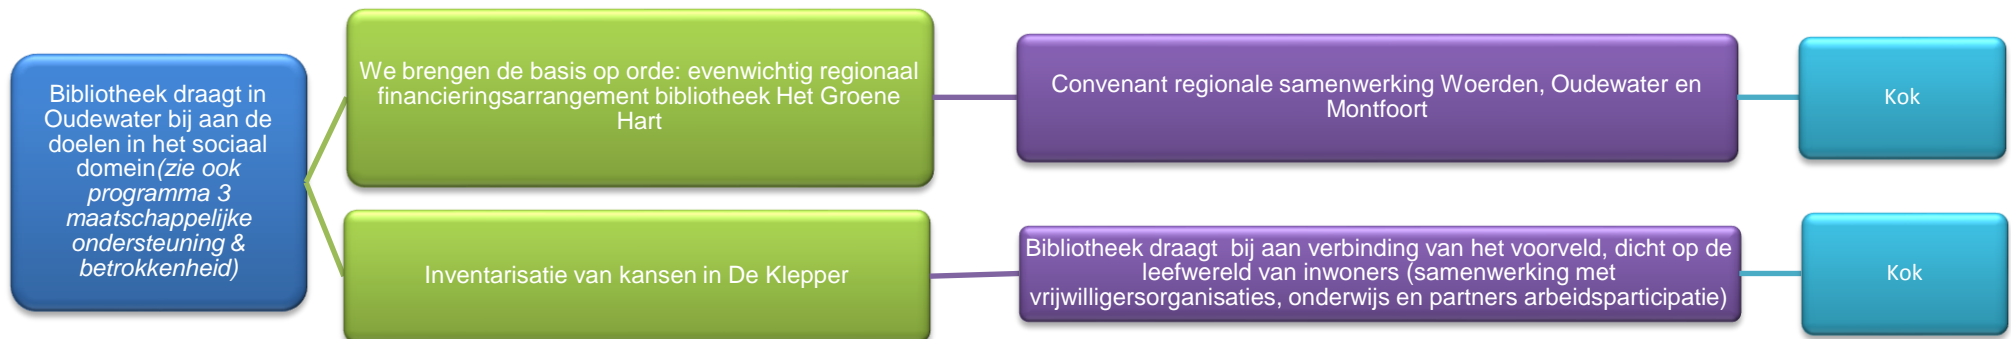 Bibliotheek draagt in
Oudewater bij aan de
doelen in het sociaal
domein(zie ook
programma 3
maatschappelijke
ondersteuning &
betrokkenheid)
We brengen de basis op orde: evenwichtig regionaal
financieringsarrangement bibliotheek Het Groene
Hart
Convenant regionale samenwerking Woerden, Oudewater en
Montfoort
Kok
Inventarisatie van kansen in De Klepper
Bibliotheek draagt  bij aan verbinding van het voorveld, dicht op de
leefwereld van inwoners (samenwerking met
vrijwilligersorganisaties, onderwijs en partners arbeidsparticipatie)
Kok